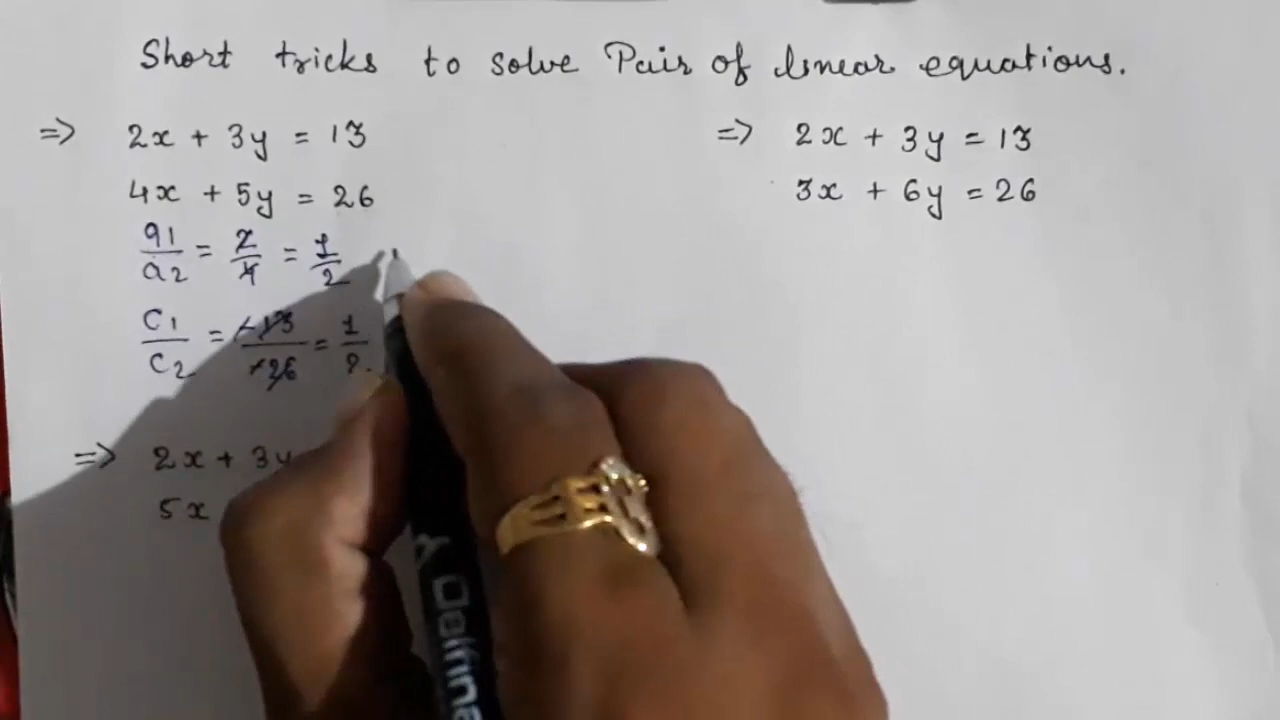 Short tricks to solve Pair of linear equations.
=> 2x + 3y = 13
4x + 5y = 26
a1/a2 = 2/4 = 1/2
C1/C2 = -13/-26 = 1/2
=> 2x + 3y
5x
=> 2x + 3y = 13
3x + 6y = 26